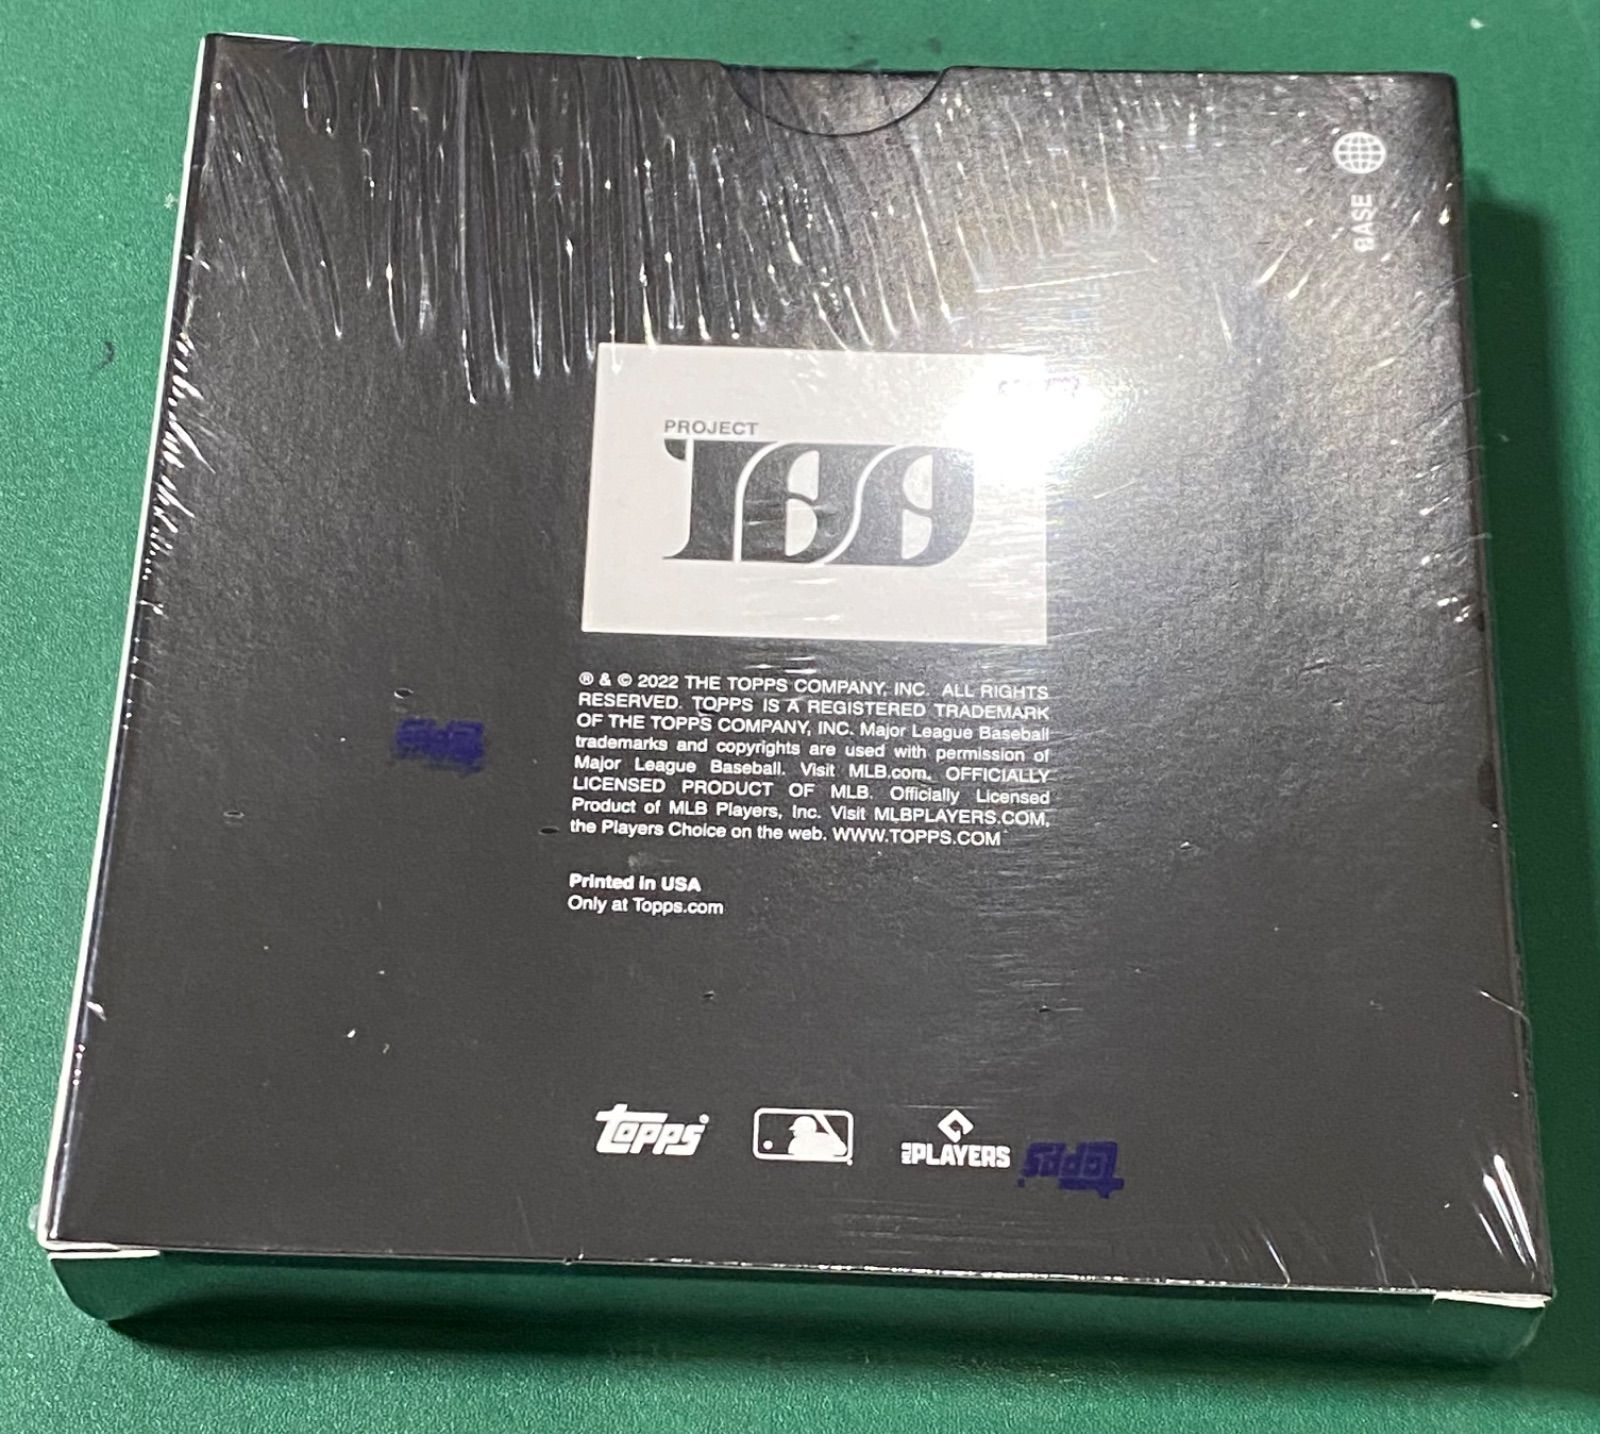 BASE
PROJECT
100
® & © 2022 THE TOPPS COMPANY, INC. ALL RIGHTS
RESERVED. TOPPS IS A REGISTERED TRADEMARK
OF THE TOPPS COMPANY, INC. Major League Baseball
trademarks and copyrights are used with permission of
Major League Baseball. Visit MLB.com. OFFICIALLY
LICENSED PRODUCT OF MLB. Officially Licensed
Product of MLB Players, Inc. Visit MLBPLAYERS.COM,
the Players Choice on the web. WWW.TOPPS.COM
Printed in USA
Only at Topps.com
topps
topps®
MLB PLAYERS
topps